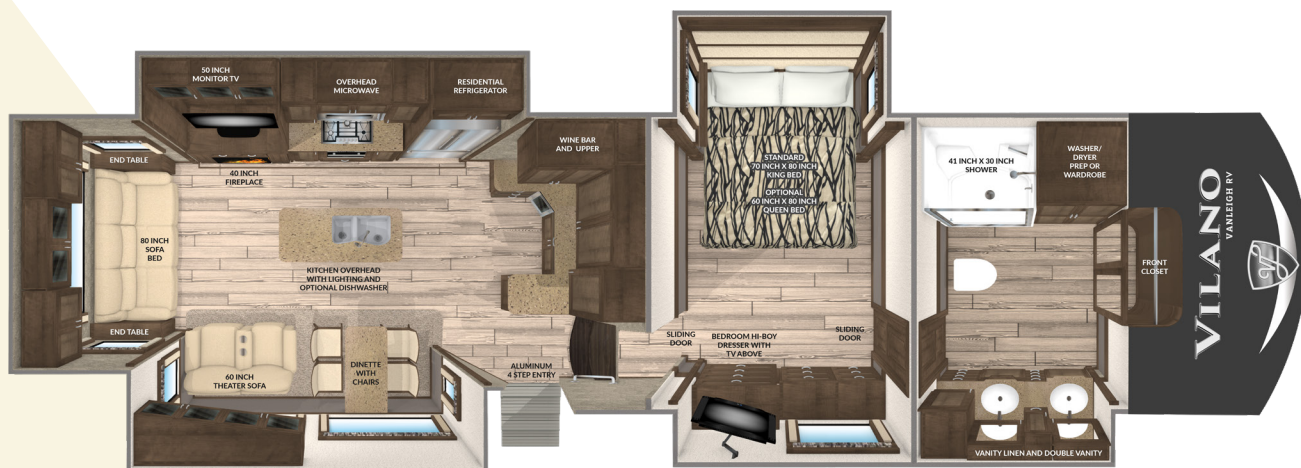 50 INCH
MONITOR TV
OVERHEAD
MICROWAVE
RESIDENTIAL
REFRIGERATOR
END TABLE
40 INCH
FIREPLACE
WINE BAR
AND UPPER
80 INCH
SOFA
BED
KITCHEN OVERHEAD
WITH LIGHTING AND
OPTIONAL DISHWASHER
END TABLE
60 INCH
THEATER SOFA
DINETTE
WITH
CHAIRS
ALUMINUM
4 STEP ENTRY
STANDARD
70 INCH X 80 INCH
KING BED
OPTIONAL
60 INCH X 80 INCH
QUEEN BED
SLIDING
DOOR
BEDROOM HI-BOY
DRESSER WITH
TV ABOVE
SLIDING
DOOR
41 INCH X 30 INCH
SHOWER
WASHER/
DRYER
PREP OR
WARDROBE
FRONT
CLOSET
VANITY LINEN AND DOUBLE VANITY
VILANO
VANLEIGH RV